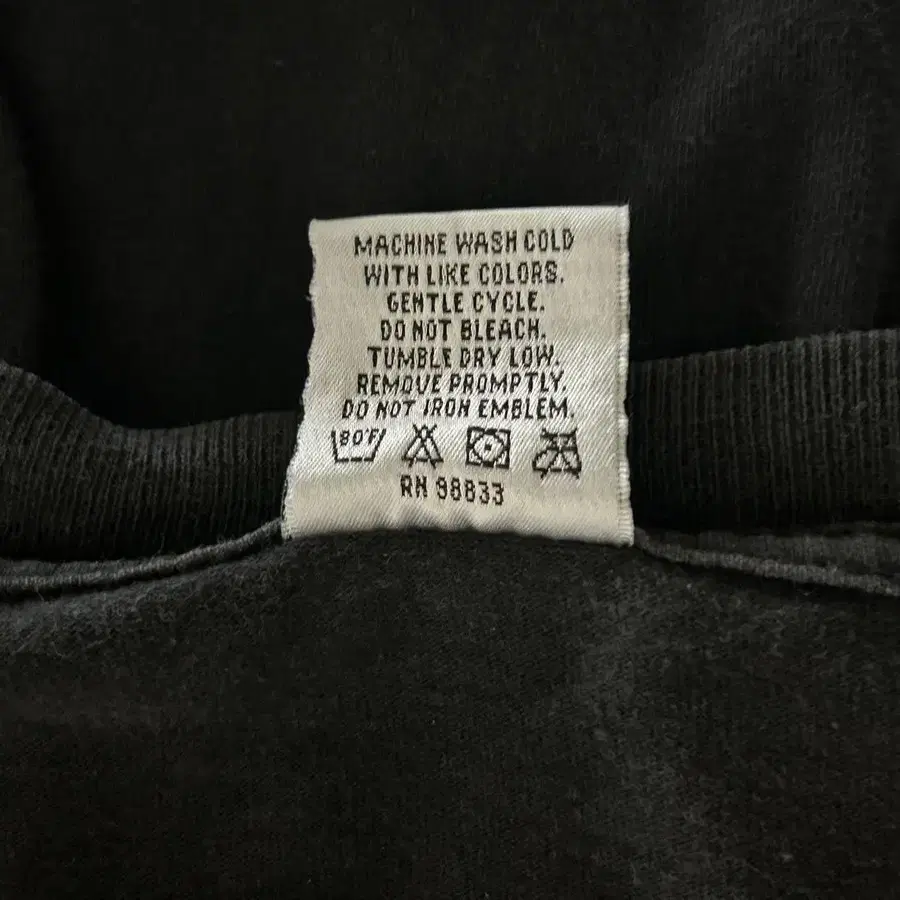 MACHINE WASH COLD
WITH LIKE COLORS.
GENTLE CYCLE.
DO NOT BLEACH.
TUMBLE DRY LOW.
REMOVE PROMPTLY.
DO NOT IRON EMBLEM.
80°F
RN 98833